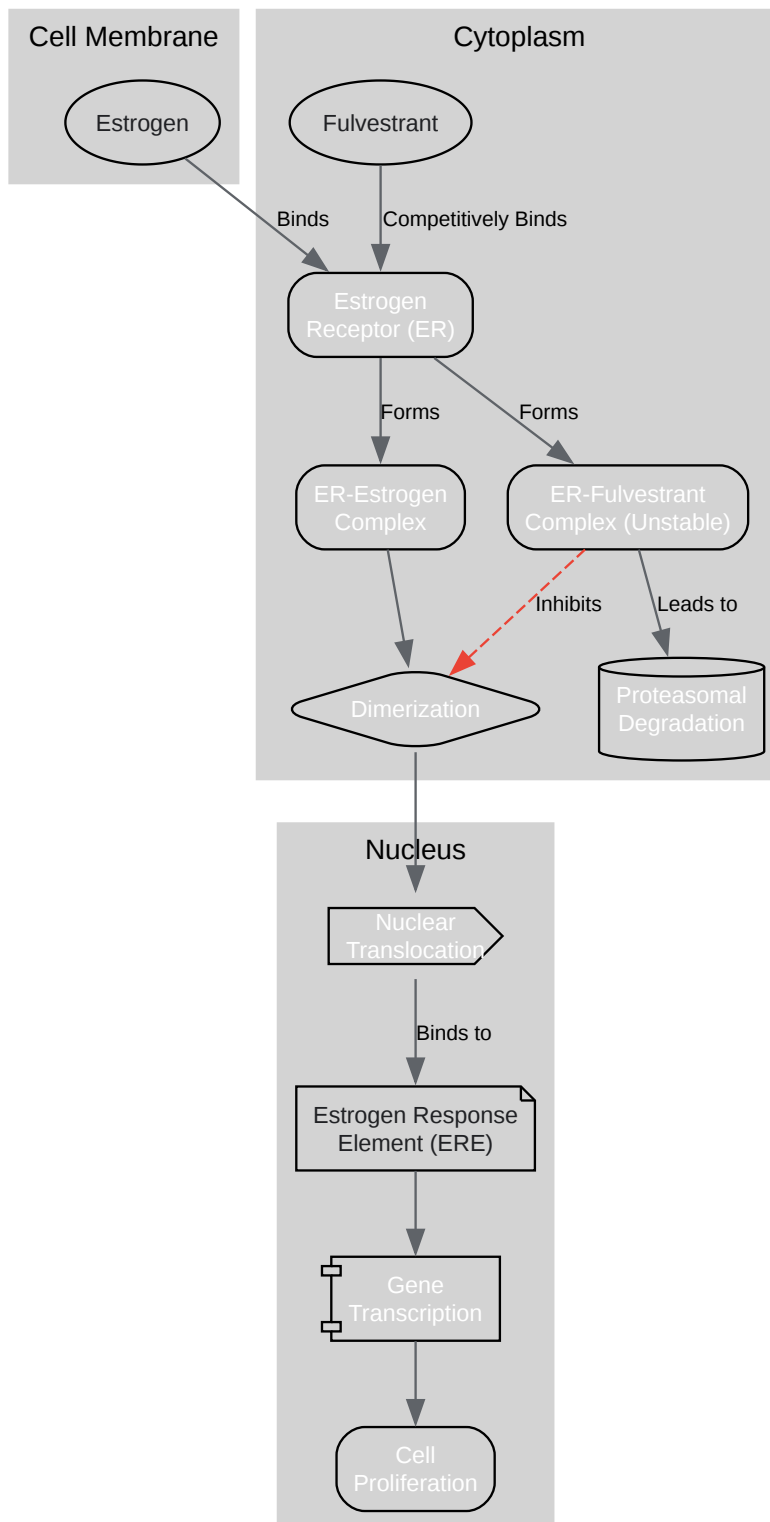 Cell Membrane
Cytoplasm
Estrogen
Fulvestrant
Binds
Competitively Binds
Estrogen
Receptor (ER)
Forms
Forms
ER-Estrogen
Complex
ER-Fulvestrant
Complex (Unstable)
Inhibits
Leads to
Dimerization
Proteasomal
Degradation
Nucleus
Nuclear
Translocation
Binds to
Estrogen Response
Element (ERE)
Gene
Transcription
Cell
Proliferation